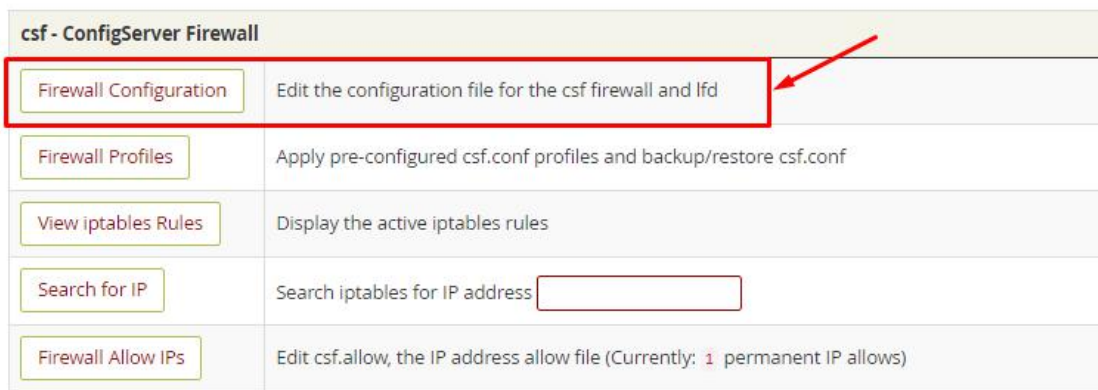 csf - ConfigServer Firewall
Firewall Configuration Edit the configuration file for the csf firewall and lfd
Firewall Profiles Apply pre-configured csf.conf profiles and backup/restore csf.conf
View iptables Rules Display the active iptables rules
Search for IP Search iptables for IP address
Firewall Allow IPs Edit csf.allow, the IP address allow file (Currently: 1 permanent IP allows)